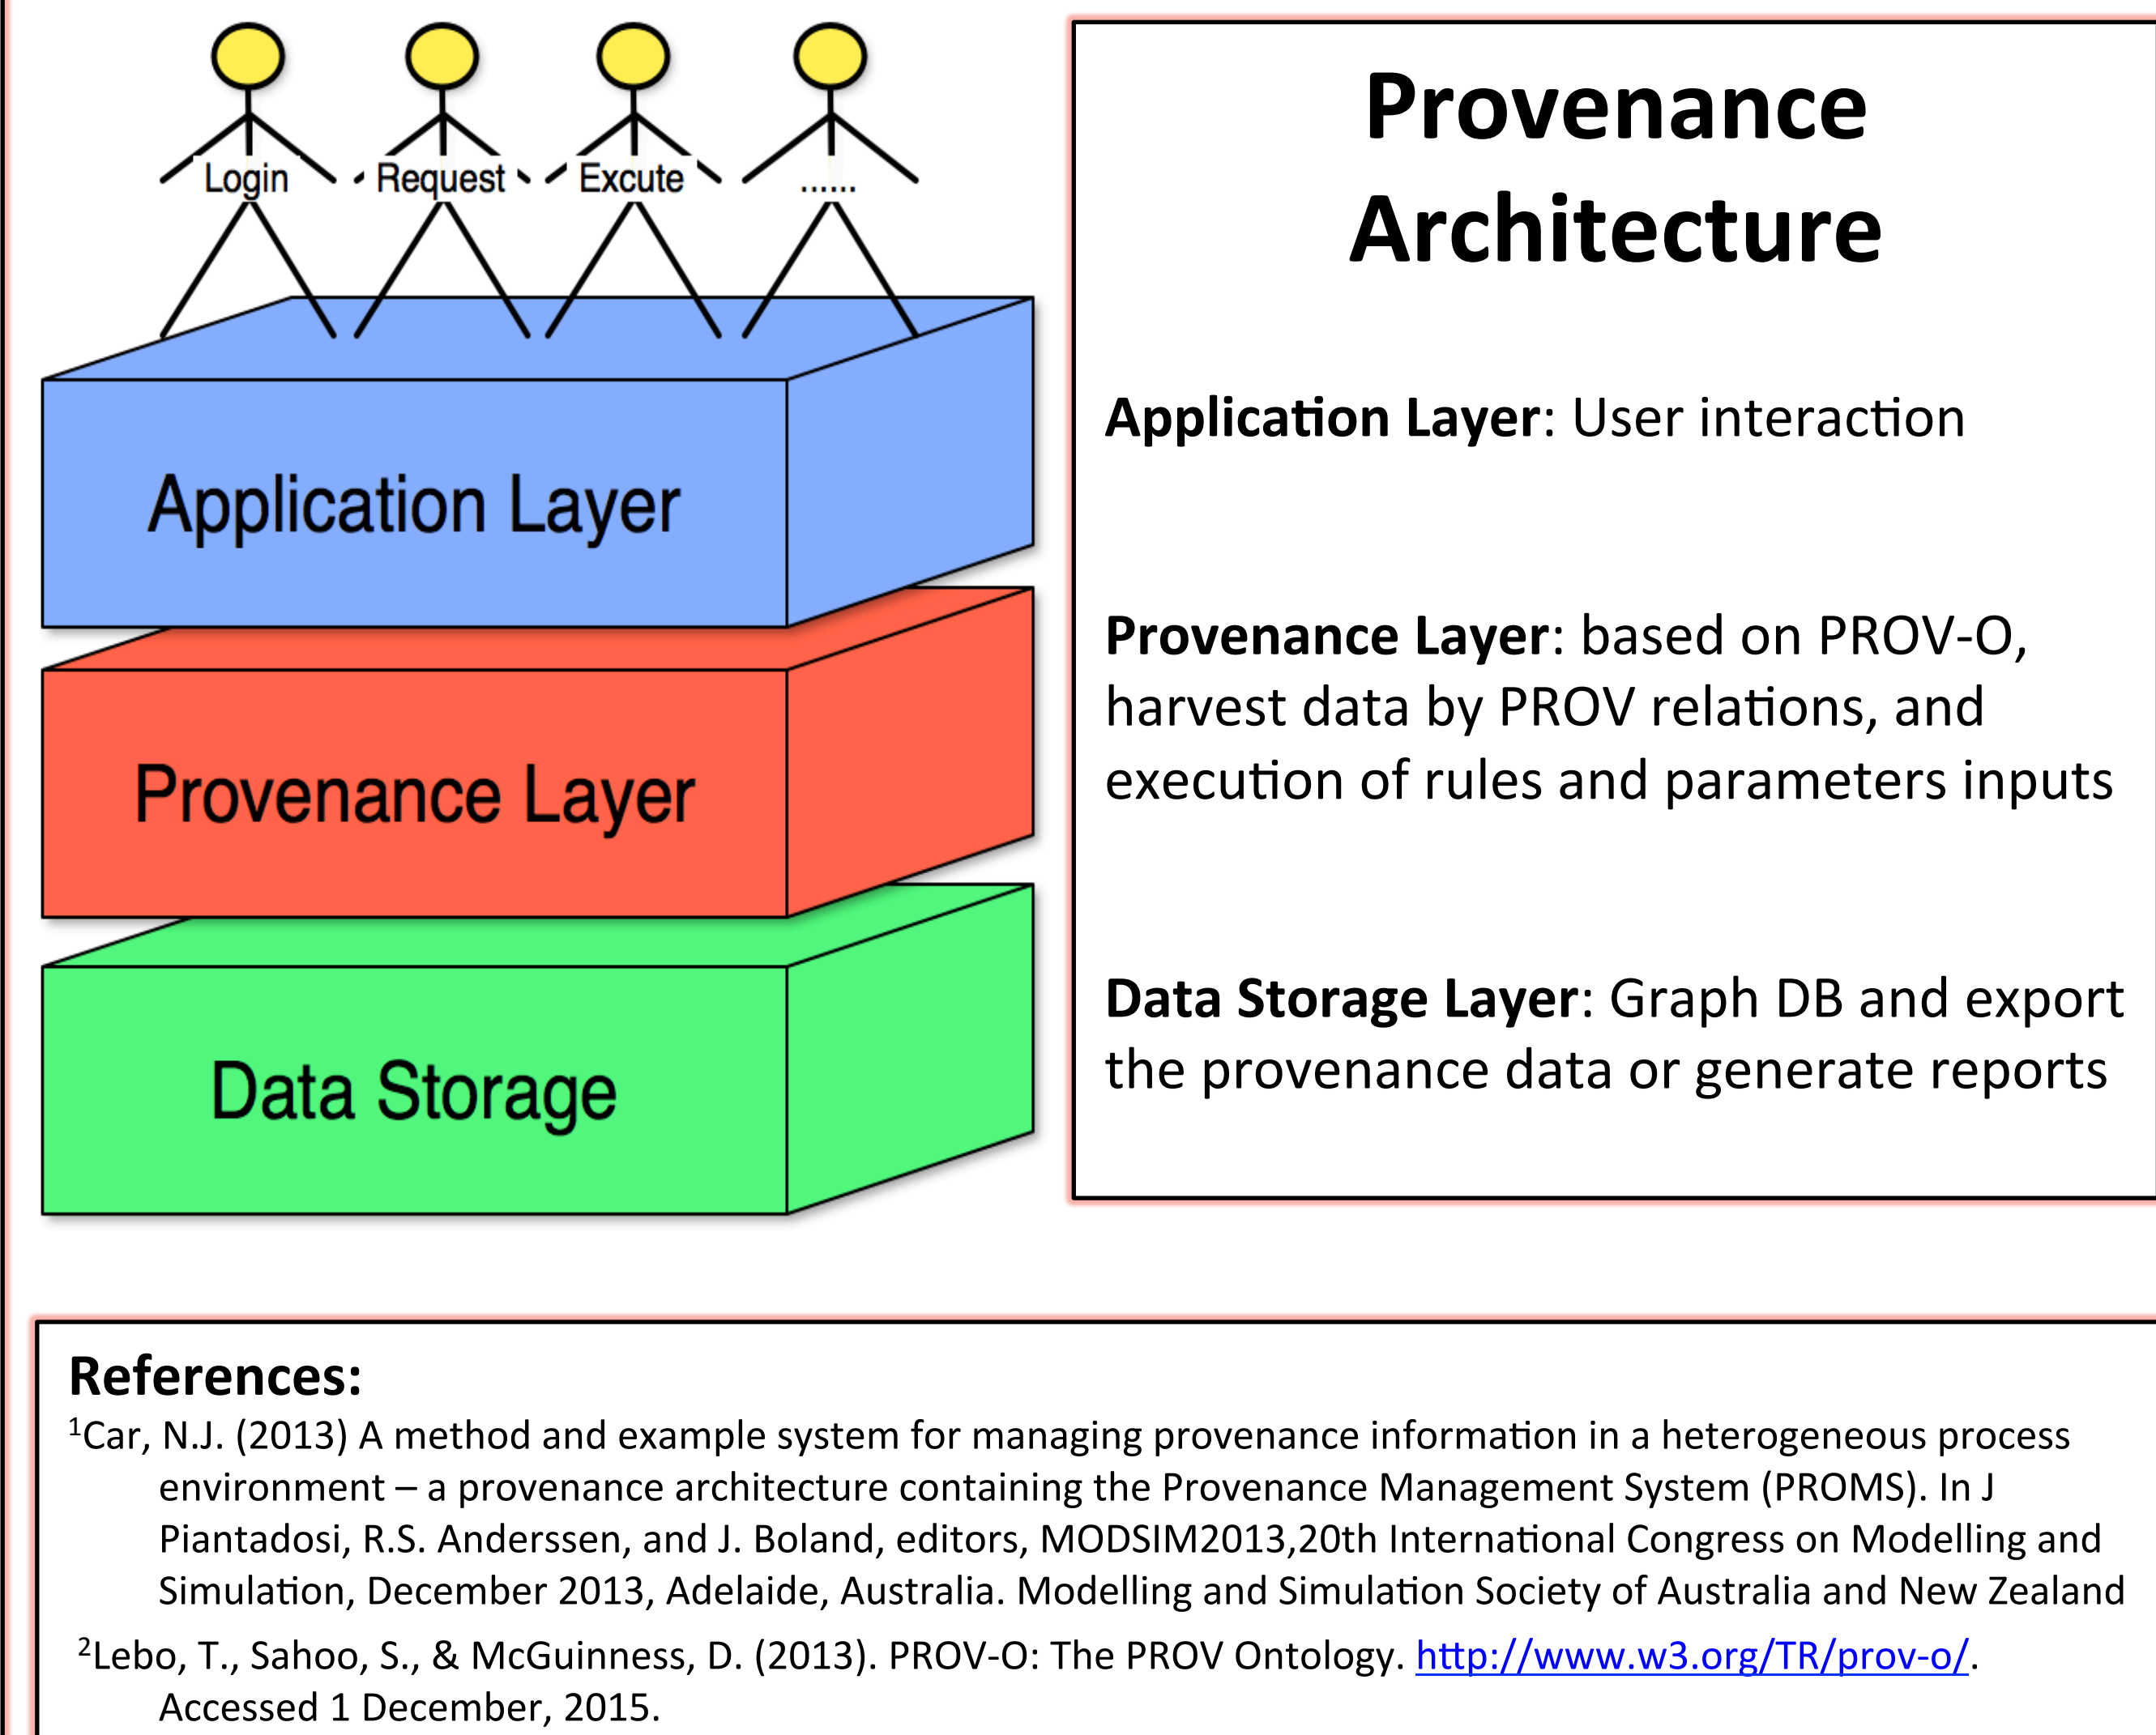 Login
Request
Excute
......
Application Layer
Provenance Layer
Data Storage
Provenance
Architecture
Application Layer: User interaction
Provenance Layer: based on PROV-O,
harvest data by PROV relations, and
execution of rules and parameters inputs
Data Storage Layer: Graph DB and export
the provenance data or generate reports
References:
¹Car, N.J. (2013) A method and example system for managing provenance information in a heterogeneous process
environment – a provenance architecture containing the Provenance Management System (PROMS). In J
Piantadosi, R.S. Anderssen, and J. Boland, editors, MODSIM2013,20th International Congress on Modelling and
Simulation, December 2013, Adelaide, Australia. Modelling and Simulation Society of Australia and New Zealand
²Lebo, T., Sahoo, S., & McGuinness, D. (2013). PROV-O: The PROV Ontology. http://www.w3.org/TR/prov-o/.
Accessed 1 December, 2015.